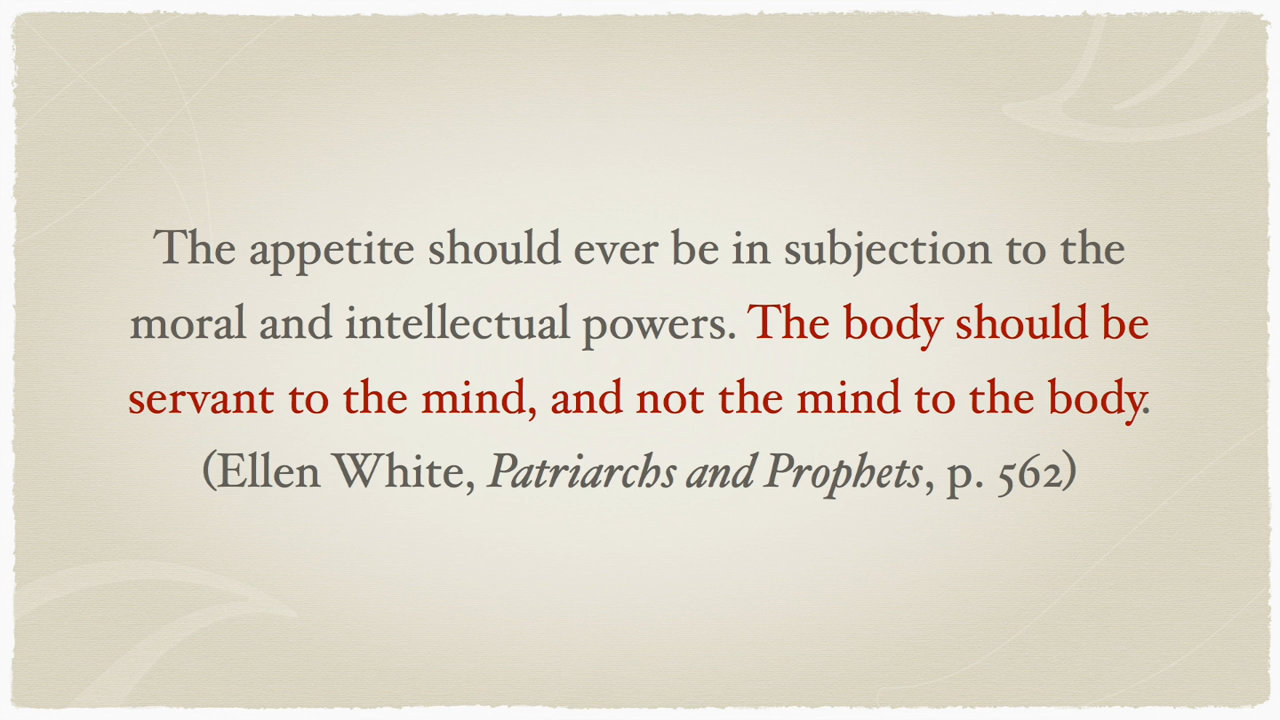 The appetite should ever be in subjection to the
moral and intellectual powers. The body should be
servant to the mind, and not the mind to the body.
(Ellen White, Patriarchs and Prophets, p. 562)